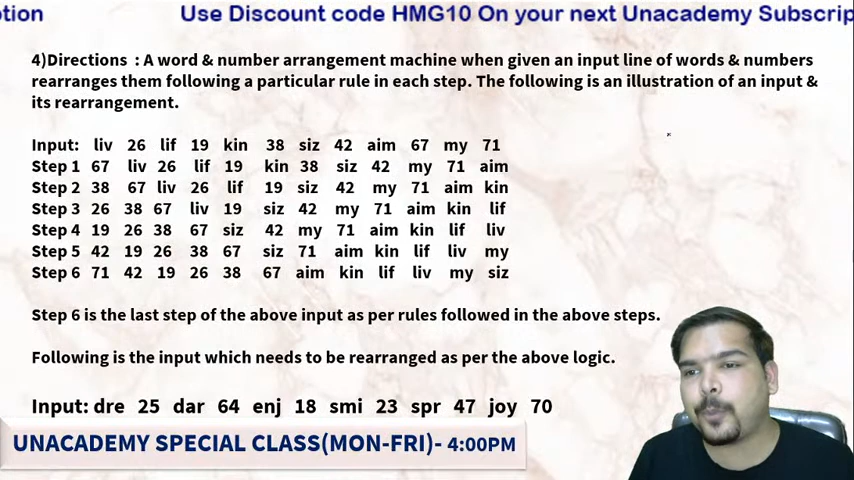 otion Use Discount code HMG10 On your next Unacademy Subscrip
4)Directions : A word & number arrangement machine when given an input line of words & numbers
rearranges them following a particular rule in each step. The following is an illustration of an input &
its rearrangement.
Input: liv 26 lif 19 kin 38 siz 42 aim 67 my 71
Step 1 67 liv 26 lif 19 kin 38 siz 42 my 71 aim
Step 2 38 67 liv 26 lif 19 siz 42 my 71 aim kin
Step 3 26 38 67 liv 19 siz 42 my 71 aim kin lif
Step 4 19 26 38 67 siz 42 my 71 aim kin lif liv
Step 5 42 19 26 38 67 siz 71 aim kin lif liv my
Step 6 71 42 19 26 38 67 aim kin lif liv my siz
Step 6 is the last step of the above input as per rules followed in the above steps.
Following is the input which needs to be rearranged as per the above logic.
Input: dre 25 dar 64 enj 18 smi 23 spr 47 joy 70
UNACADEMY SPECIAL CLASS(MON-FRI)- 4:00PM